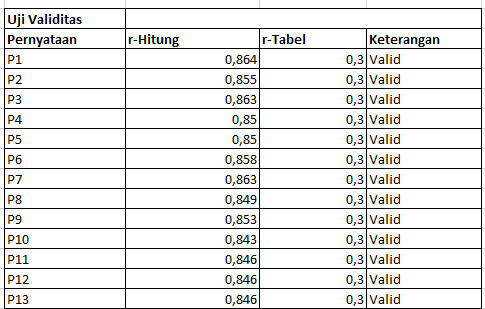 Uji Validitas
Pernyataan r-Hitung r-Tabel Keterangan
P1 0,864 0,3 Valid
P2 0,855 0,3 Valid
P3 0,863 0,3 Valid
P4 0,85 0,3 Valid
P5 0,85 0,3 Valid
P6 0,858 0,3 Valid
P7 0,863 0,3 Valid
P8 0,849 0,3 Valid
P9 0,853 0,3 Valid
P10 0,843 0,3 Valid
P11 0,846 0,3 Valid
P12 0,846 0,3 Valid
P13 0,846 0,3 Valid